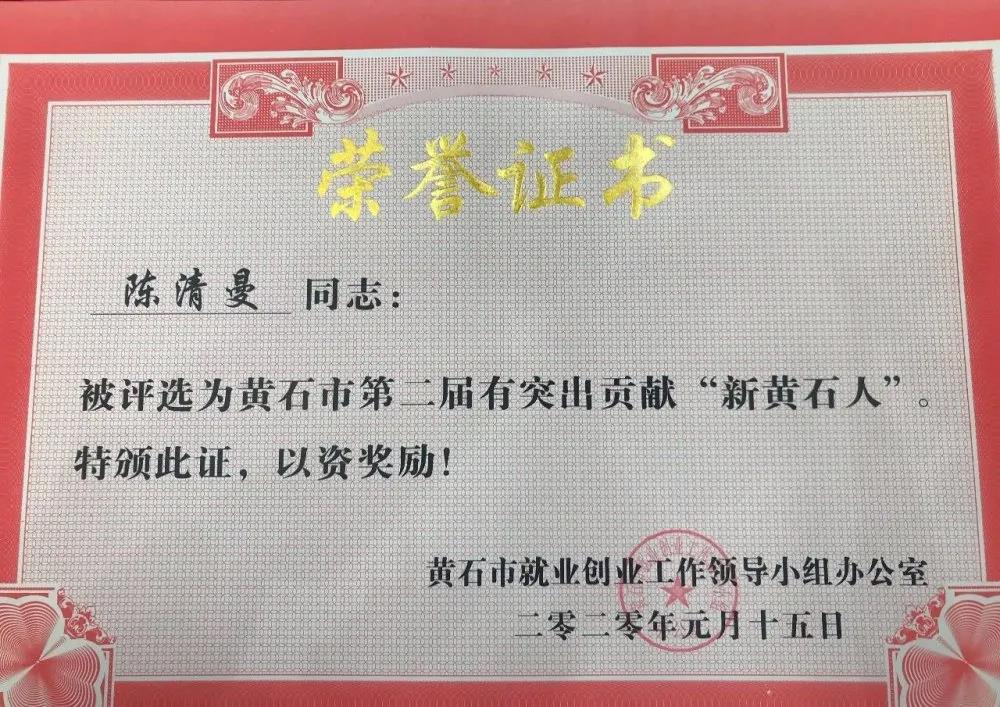 荣誉证书
陈清曼 同志：
被评选为黄石市第二届有突出贡献“新黄石人”。
特颁此证，以资奖励！
黄石市就业创业工作领导小组办公室
二零二零年元月十五日